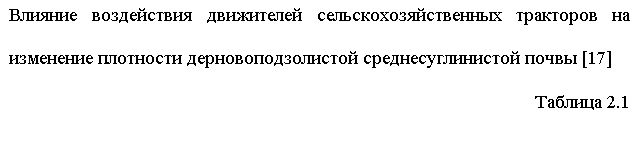 Влияние воздействия движителей сельскохозяйственных тракторов на
изменение плотности дерновоподзолистой среднесуглинистой почвы [17]
Таблица 2.1